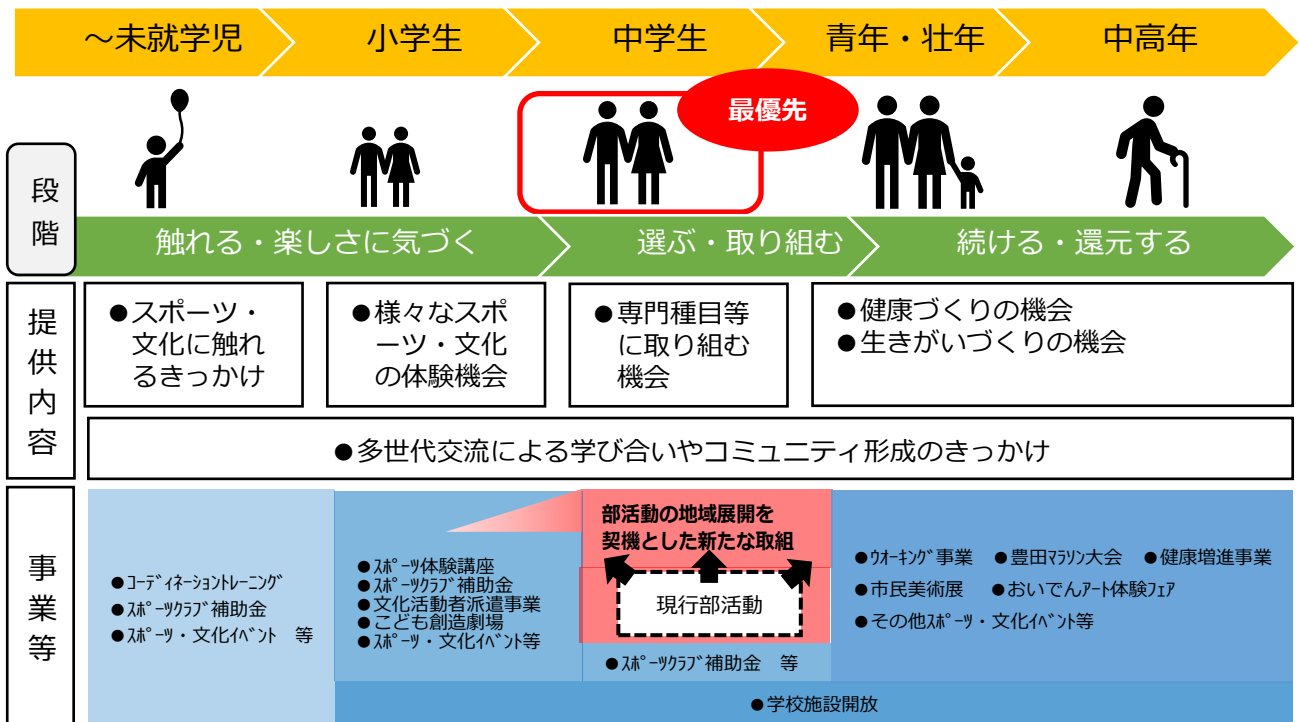 ～未就学児
小学生
中学生
青年・壮年
中高年
最優先
段階
触れる・楽しさに気づく
選ぶ・取り組む
続ける・還元する
提供内容
●スポーツ・
文化に触れ
るきっかけ
●様々なスポ
ーツ・文化
の体験機会
●専門種目等
に取り組む
機会
●健康づくりの機会
●生きがいづくりの機会
●多世代交流による学び合いやコミュニティ形成のきっかけ
事業等
●ｺｰﾃﾞｨﾈｰｼｮﾝﾄﾚｰﾆﾝｸﾞ
●ｽﾎﾟｰﾂｸﾗﾌﾞ補助金
●ｽﾎﾟｰﾂ・文化ｲﾍﾞﾝﾄ　等
●ｽﾎﾟｰﾂ体験講座
●ｽﾎﾟｰﾂｸﾗﾌﾞ補助金
●文化活動者派遣事業
●こども創造劇場
●ｽﾎﾟｰﾂ・文化ｲﾍﾞﾝﾄ等
部活動の地域展開を
契機とした新たな取組
現行部活動
●ｽﾎﾟｰﾂｸﾗﾌﾞ補助金　等
●ｳｵｰｷﾝｸﾞ事業　●豊田ﾏﾗｿﾝ大会　●健康増進事業
●市民美術展　●おいでんｱｰﾄ体験ﾌｪｱ
●その他ｽﾎﾟｰﾂ・文化ｲﾍﾞﾝﾄ等
●学校施設開放